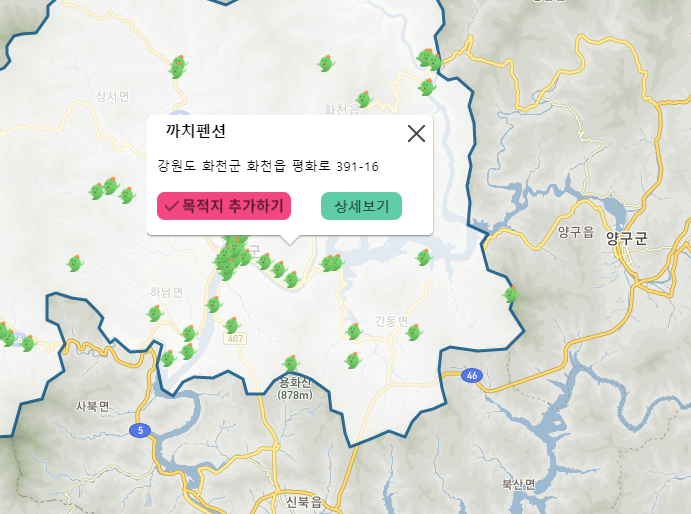 상서면
화천읍
까치펜션
강원도 화천군 화천읍 평화로 391-16
목적지 추가하기
상세보기
양구읍
양구군
군
하남면
간동면
407
용화산
(878m)
46
사북면
5
북산면
신북읍